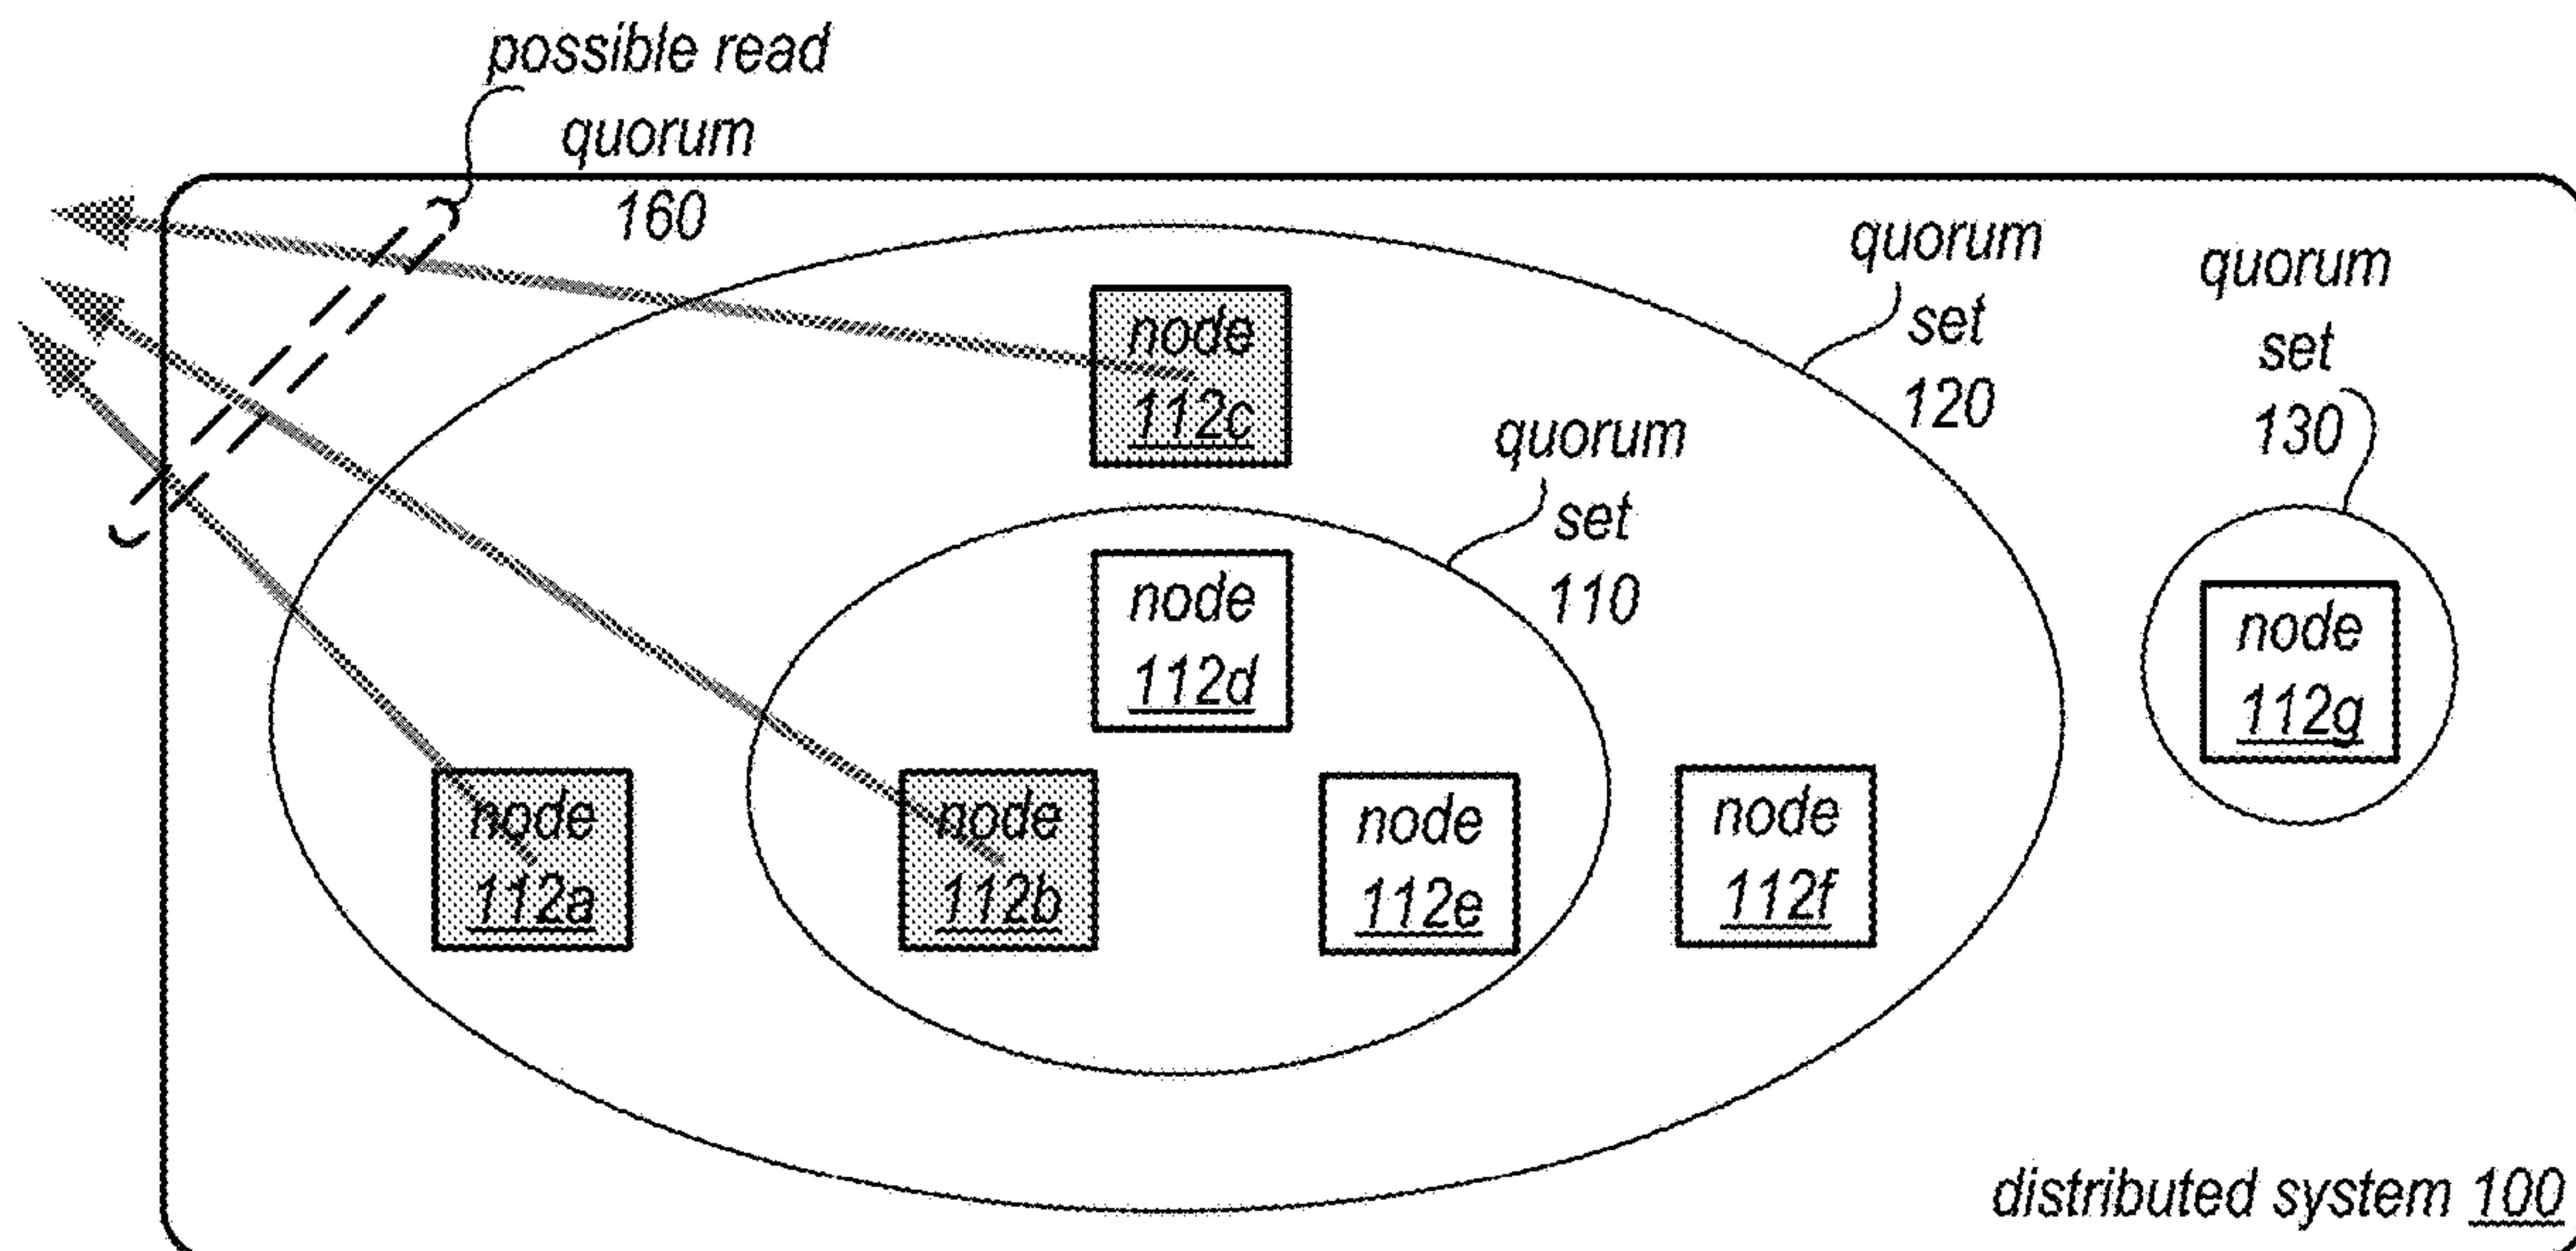 possible read
quorum
160
quorum
set
120
quorum
set
130
node
112c
quorum
set
110
node
112d
node
112g
node
112a
node
112b
node
112e
node
112f
distributed system 100